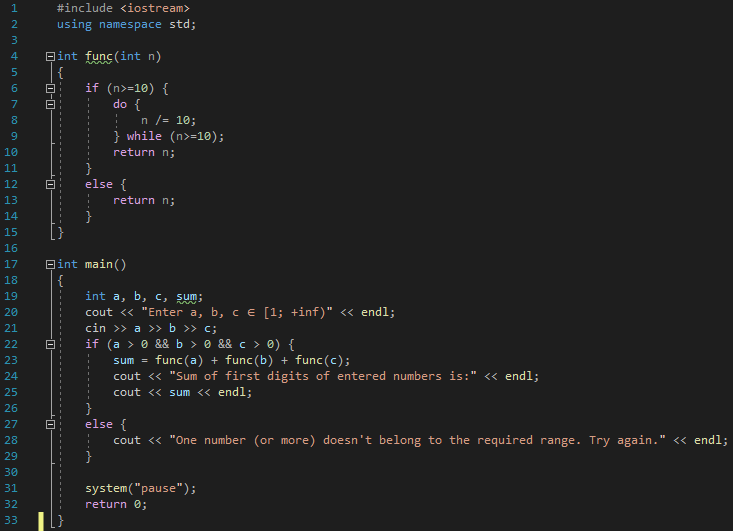 1 #include <iostream>
2 using namespace std;
3
4 int func(int n)
5 {
6     if (n>=10) {
7         do {
8             n /= 10;
9         } while (n>=10);
10         return n;
11     }
12     else {
13         return n;
14     }
15 }
16
17 int main()
18 {
19     int a, b, c, sum;
20     cout << "Enter a, b, c ∈ [1; +inf)" << endl;
21     cin >> a >> b >> c;
22     if (a > 0 && b > 0 && c > 0) {
23         sum = func(a) + func(b) + func(c);
24         cout << "Sum of first digits of entered numbers is:" << endl;
25         cout << sum << endl;
26     }
27     else {
28         cout << "One number (or more) doesn't belong to the required range. Try again." << endl;
29     }
30
31     system("pause");
32     return 0;
33 }